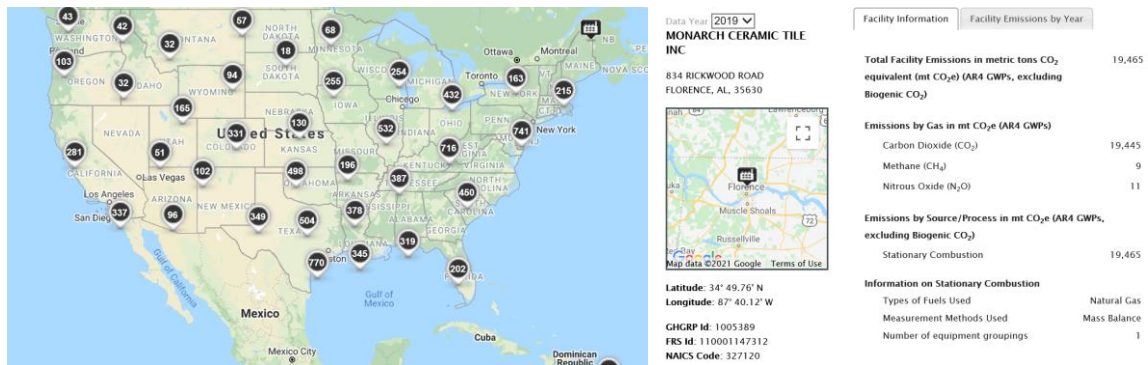 43
42
57
68
WASHINGTON
NORTH
DAKOTA
32
18
MINNESOTA
Ottawa
Montreal
NB
MAINE
NOVA SCO
103
OREGON
32
IDAHO
94
WYOMING
SOUTH
DAKOTA
255
WISC
254
MICHIGAN
Toronto
163
NEW YORK
VT
215
432
Chicago
IOWA
165
NEBRASKA
130
532
INDIANA
OHIO
PENN
741
New York
NEVADA
UTAH
331
United States
COLORADO
KANSAS
MISSOURI
716
281
CALIFORNIA
51
Las Vegas
102
498
OKLAHOMA
196
KENTUCKY
387
NORTH
CAROLINA
Los Angeles
337
San Diego
ARIZONA
96
NEW MEXICO
349
504
TEXAS
ARKANSAS
378
MISSISSIPPI
ALABAMA
450
SOUTH
CAROLINA
GEORGIA
770
345
319
202
FLORIDA
Gulf of
California
Gulf of
Mexico
Mexico
Cuba
Mexico City
Dominican
Republic
Data Year 2019
MONARCH CERAMIC TILE
INC
834 RICKWOOD ROAD
FLORENCE, AL, 35630
Lawrenceburg
Florence
Muscle Shoals
72
Russellville
Google
Map data ©2021 Google Terms of Use
Latitude: 34° 49.76' N
Longitude: 87° 40.12' W
GHGRP Id: 1005389
FRS Id: 110001147312
NAICS Code: 327120
Facility Information Facility Emissions by Year
Total Facility Emissions in metric tons CO₂ 19,465
equivalent (mt CO₂e) (AR4 GWPs, excluding
Biogenic CO₂)
Emissions by Gas in mt CO₂e (AR4 GWPs)
Carbon Dioxide (CO₂) 19,445
Methane (CH₄) 9
Nitrous Oxide (N₂O) 11
Emissions by Source/Process in mt CO₂e (AR4 GWPs,
excluding Biogenic CO₂)
Stationary Combustion 19,465
Information on Stationary Combustion
Types of Fuels Used Natural Gas
Measurement Methods Used Mass Balance
Number of equipment groupings 1